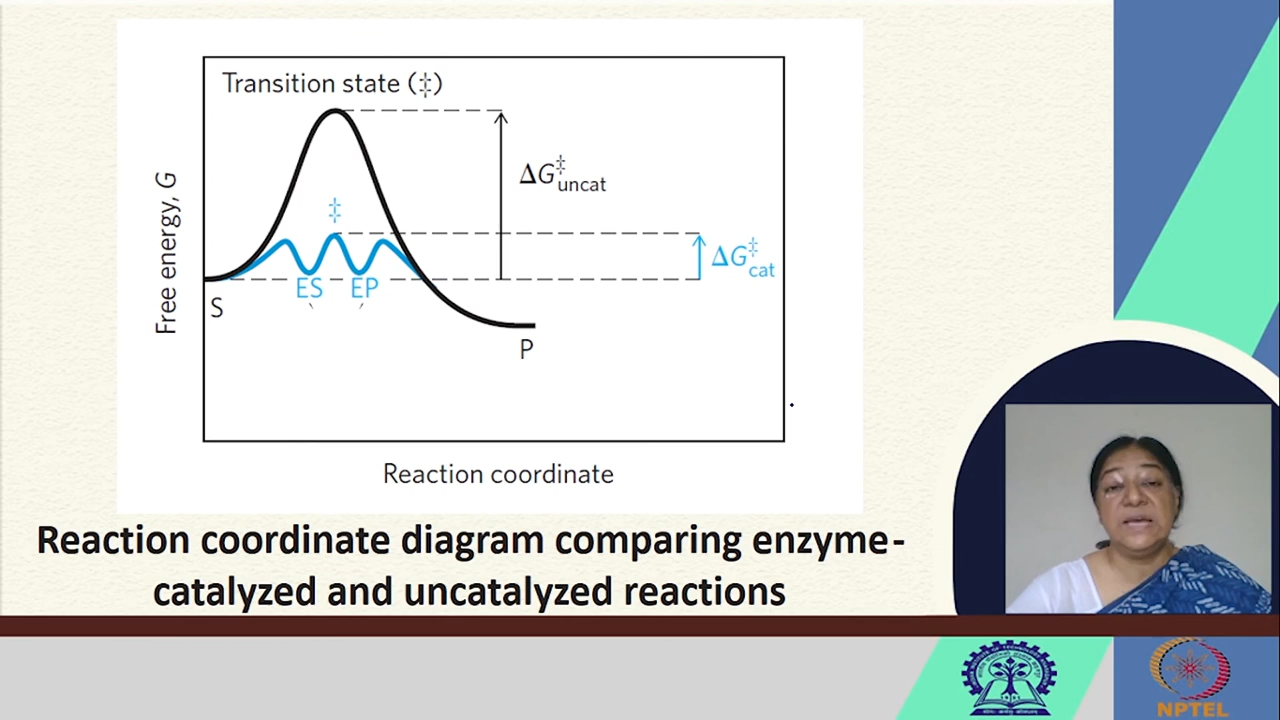 Transition state (‡)
Free energy, G
ΔG‡uncat
‡
ΔG‡cat
ES EP
S
P
Reaction coordinate
Reaction coordinate diagram comparing enzyme-
catalyzed and uncatalyzed reactions
NPTEL